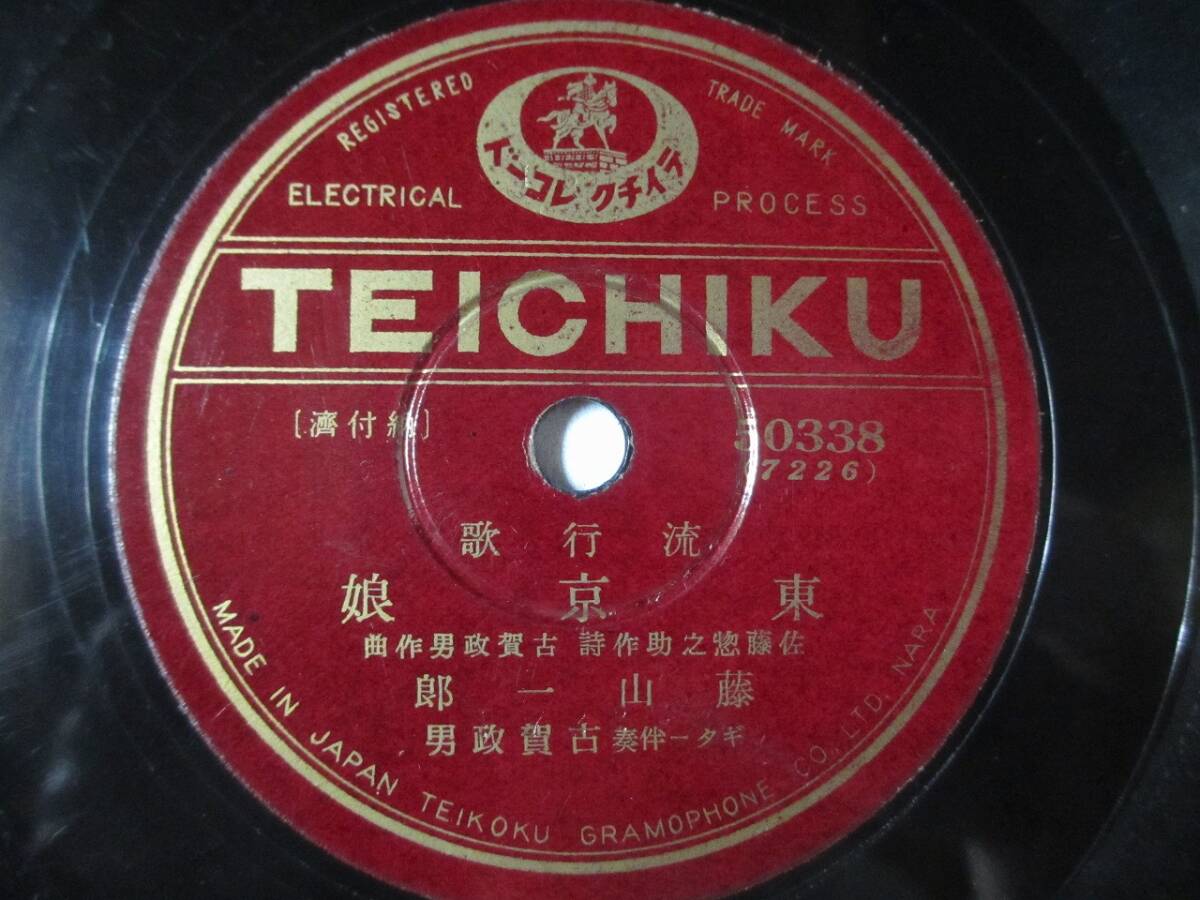 REGISTERED TRADE MARK
テイチクレコード
ELECTRICAL PROCESS
TEICHIKU
[濟付納]
50338
(7226)
歌行流
娘京東
曲作男政賀古 詩作助之惣藤佐
郎一山藤
男政賀古 奏伴ータギ
MADE IN JAPAN TEIKOKU GRAMOPHONE CO., LTD. NARA